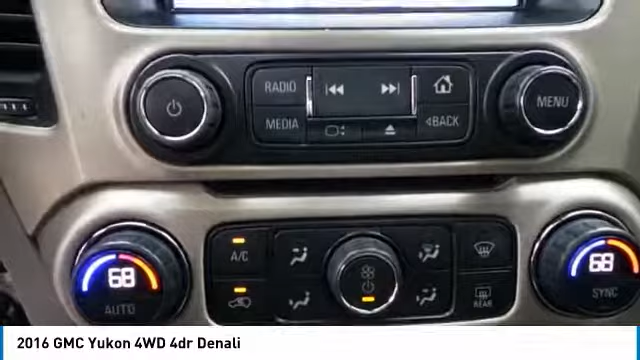 RADIO
MEDIA
<BACK
MENU
68
AUTO
A/C
REAR
68
SYNC
2016 GMC Yukon 4WD 4dr Denali